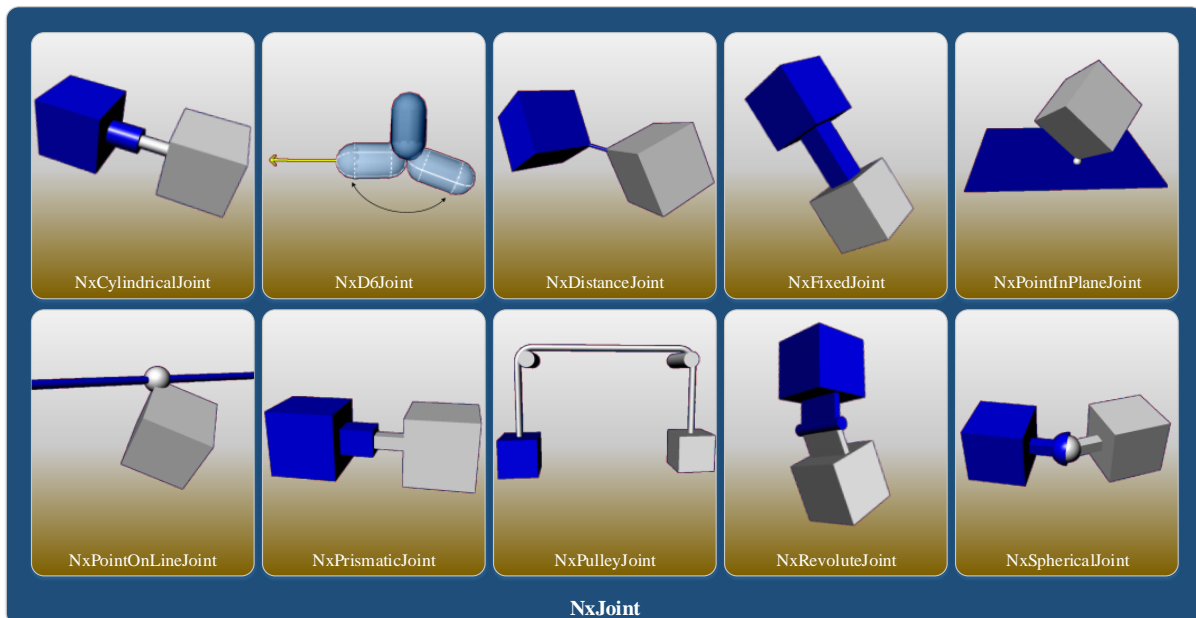 NxCylindricalJoint
NxD6Joint
NxDistanceJoint
NxFixedJoint
NxPointInPlaneJoint
NxPointOnLineJoint
NxPrismaticJoint
NxPulleyJoint
NxRevoluteJoint
NxSphericalJoint
NxJoint